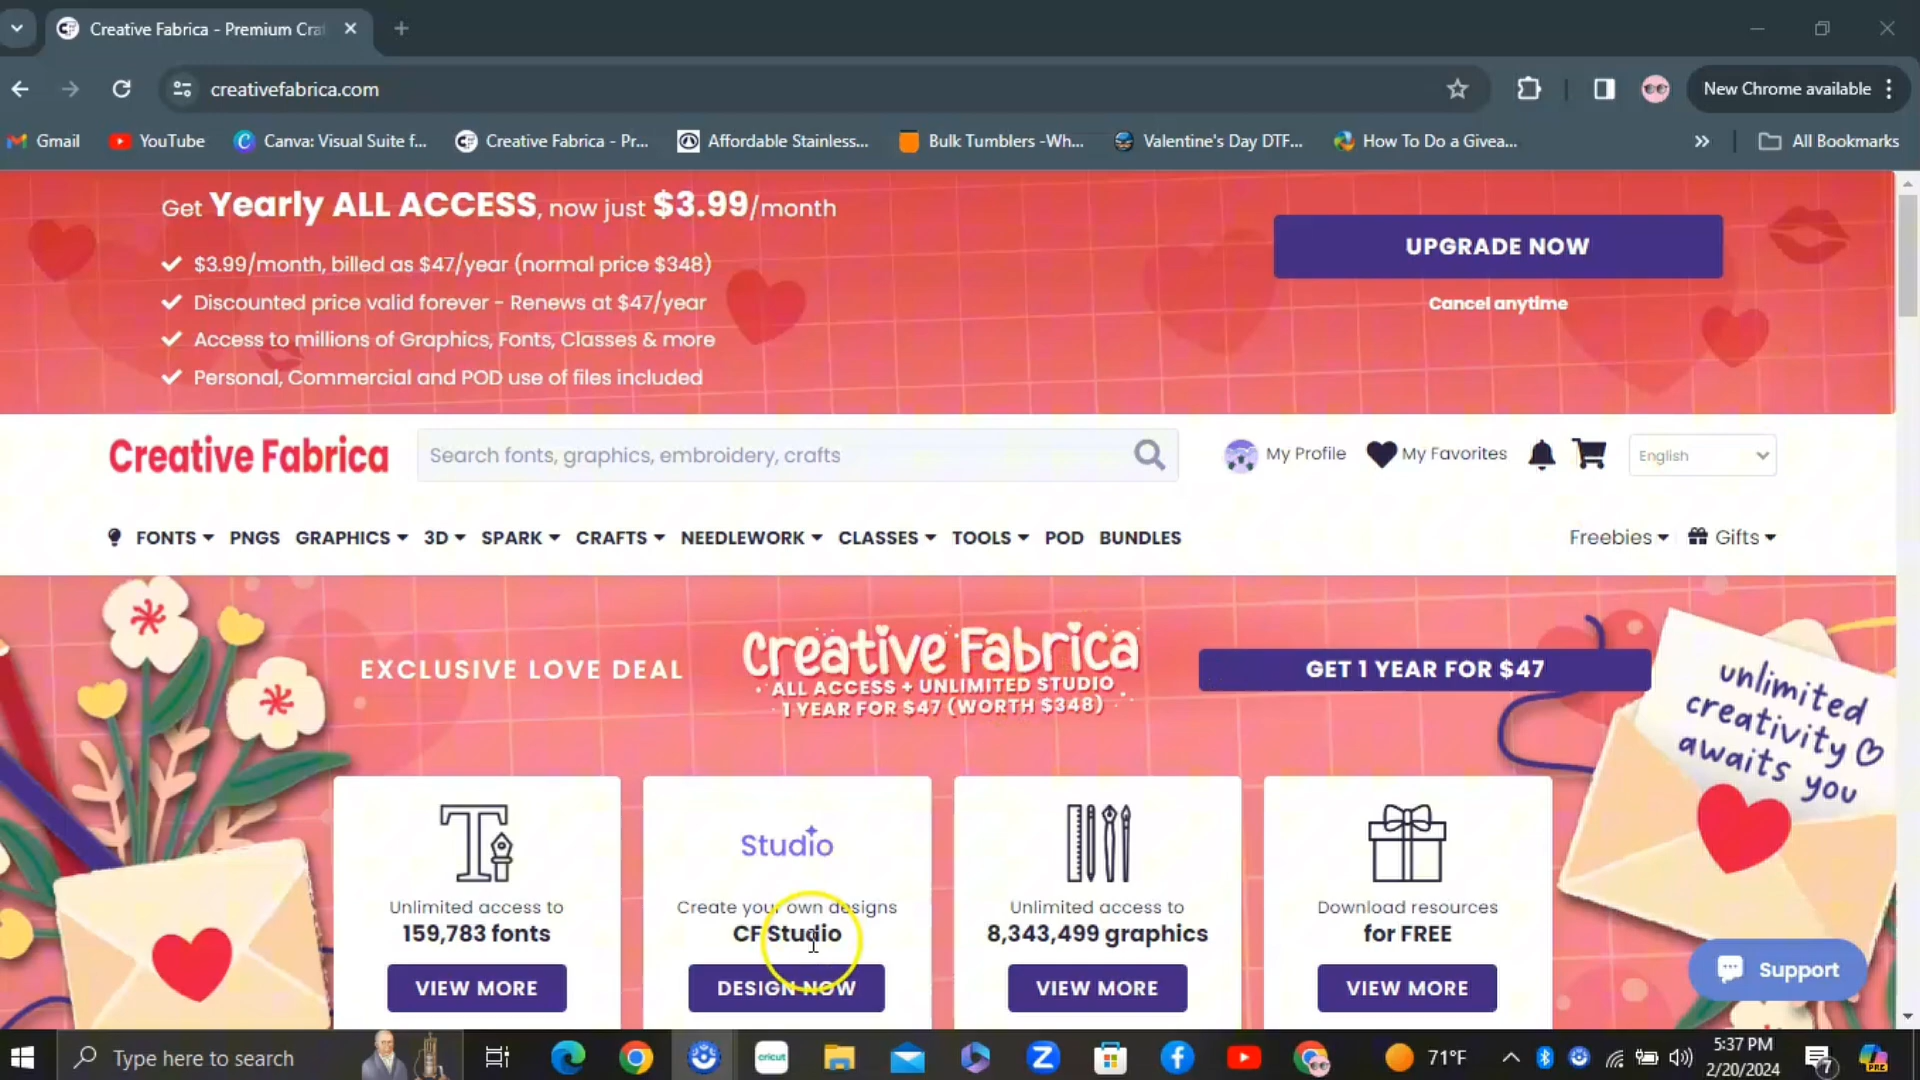 Creative Fabrica - Premium Cra
creativefabrica.com
New Chrome available
Gmail
YouTube
Canva: Visual Suite f...
Creative Fabrica - Pr...
Affordable Stainless...
Bulk Tumblers -Wh...
Valentine's Day DTF...
How To Do a Givea...
All Bookmarks
Get Yearly ALL ACCESS, now just $3.99/month
$3.99/month, billed as $47/year (normal price $348)
Discounted price valid forever - Renews at $47/year
Access to millions of Graphics, Fonts, Classes & more
Personal, Commercial and POD use of files included
UPGRADE NOW
Cancel anytime
Creative Fabrica
Search fonts, graphics, embroidery, crafts
My Profile
My Favorites
English
FONTS
PNGS
GRAPHICS
3D
SPARK
CRAFTS
NEEDLEWORK
CLASSES
TOOLS
POD
BUNDLES
Freebies
Gifts
EXCLUSIVE LOVE DEAL
Creative Fabrica
ALL ACCESS + UNLIMITED STUDIO
1 YEAR FOR $47 (WORTH $348)
GET 1 YEAR FOR $47
unlimited
creativity
awaits
you
Unlimited access to
159,783 fonts
VIEW MORE
Studio
Create your own designs
CF Studio
DESIGN NOW
Unlimited access to
8,343,499 graphics
VIEW MORE
Download resources
for FREE
VIEW MORE
Support
Type here to search
cricut
Z
71°F
5:37 PM
2/20/2024
7
PRE